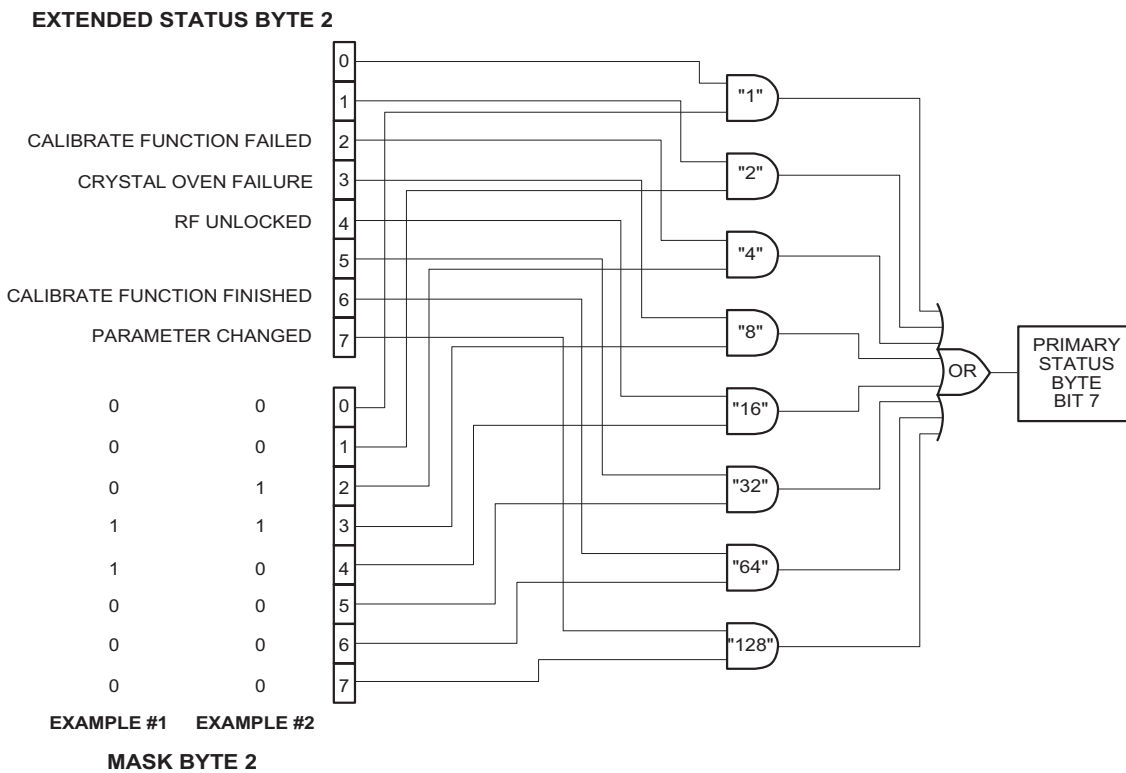 EXTENDED STATUS BYTE 2
0
"1"
1
CALIBRATE FUNCTION FAILED 2
"2"
CRYSTAL OVEN FAILURE 3
RF UNLOCKED 4
"4"
5
CALIBRATE FUNCTION FINISHED 6
PARAMETER CHANGED 7
"8"
OR
PRIMARY
STATUS
BYTE
BIT 7
0 0 0
"16"
0 0 1
0 1 2
"32"
1 1 3
1 0 4
"64"
0 0 5
0 0 6
"128"
0 0 7
EXAMPLE #1 EXAMPLE #2
MASK BYTE 2